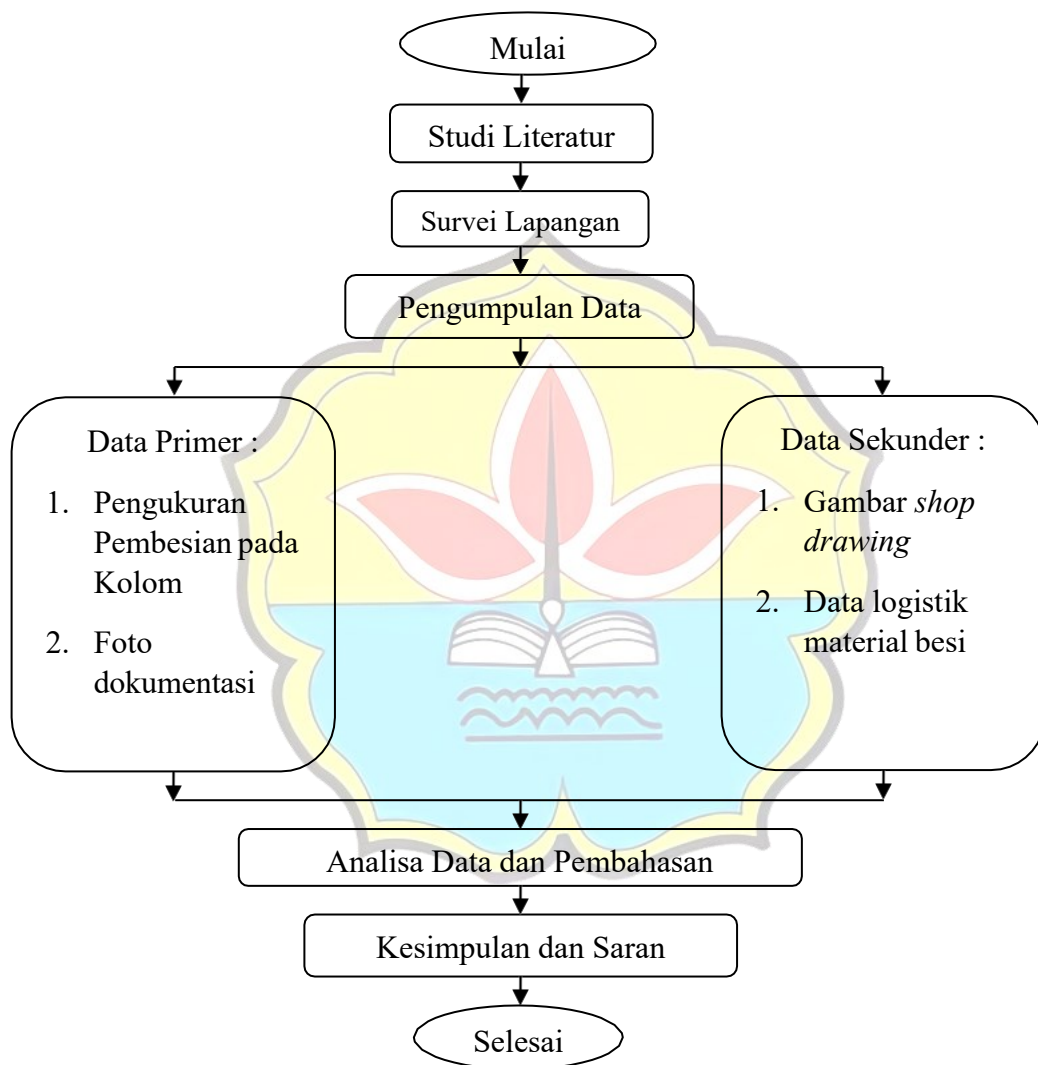 Mulai
Studi Literatur
Survei Lapangan
Pengumpulan Data
Data Primer :
1. Pengukuran
Pembesian pada
Kolom
2. Foto
dokumentasi
Data Sekunder :
1. Gambar shop
drawing
2. Data logistik
material besi
Analisa Data dan Pembahasan
Kesimpulan dan Saran
Selesai